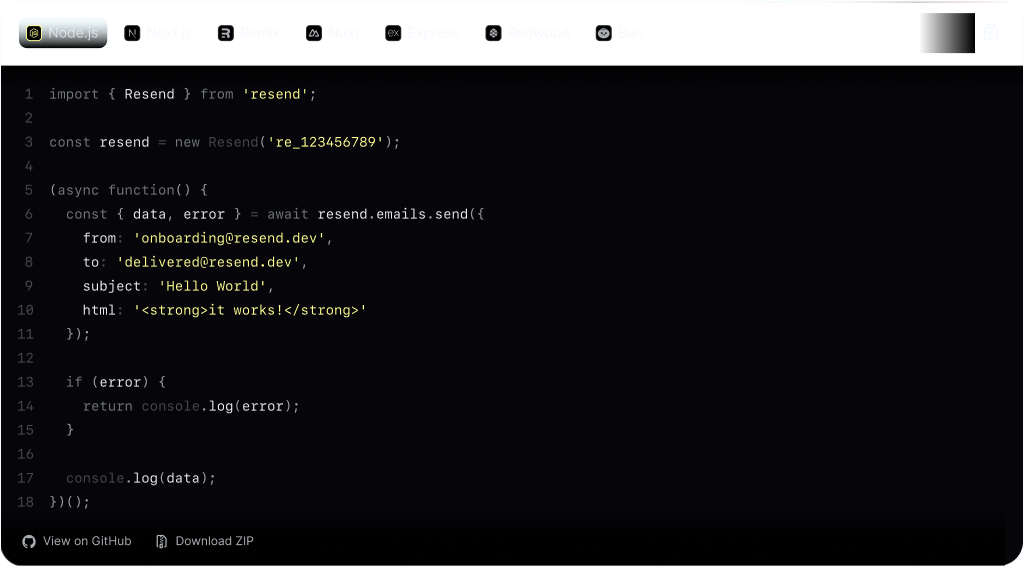 Node.js Next.js Remix Nuxt Express Redwood Bun
1 import { Resend } from 'resend';
2
3 const resend = new Resend('re_123456789');
4
5 (async function() {
6 const { data, error } = await resend.emails.send({
7 from: 'onboarding@resend.dev',
8 to: 'delivered@resend.dev',
9 subject: 'Hello World',
10 html: '<strong>it works!</strong>'
11 });
12
13 if (error) {
14 return console.log(error);
15 }
16
17 console.log(data);
18 })();
View on GitHub Download ZIP